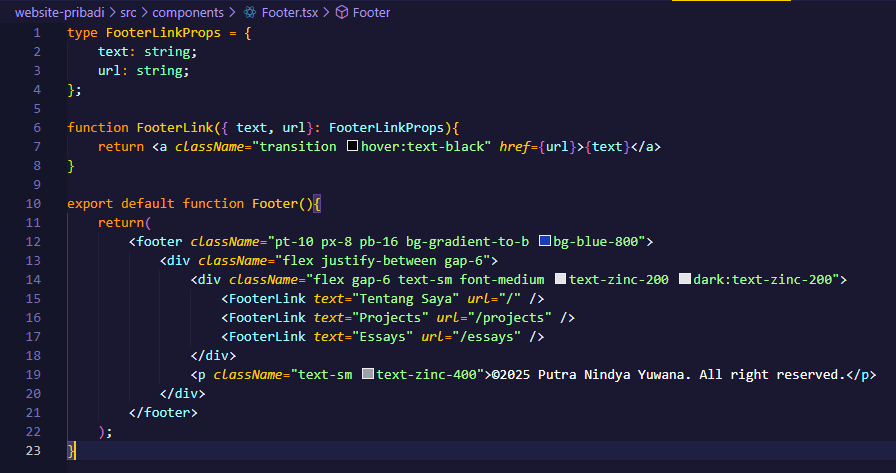 website-pribadi > src > components > Footer.tsx > Footer
1 type FooterLinkProps = {
2     text: string;
3     url: string;
4 };
5
6 function FooterLink({ text, url}: FooterLinkProps){
7     return <a className="transition hover:text-black" href={url}>{text}</a>
8 }
9
10 export default function Footer(){
11     return(
12         <footer className="pt-10 px-8 pb-16 bg-gradient-to-b bg-blue-800">
13             <div className="flex justify-between gap-6">
14                 <div className="flex gap-6 text-sm font-medium text-zinc-200 dark:text-zinc-200">
15                     <FooterLink text="Tentang Saya" url="/" />
16                     <FooterLink text="Projects" url="/projects" />
17                     <FooterLink text="Essays" url="/essays" />
18                 </div>
19                 <p className="text-sm text-zinc-400">©2025 Putra Nindya Yuwana. All right reserved.</p>
20             </div>
21         </footer>
22     );
23 }